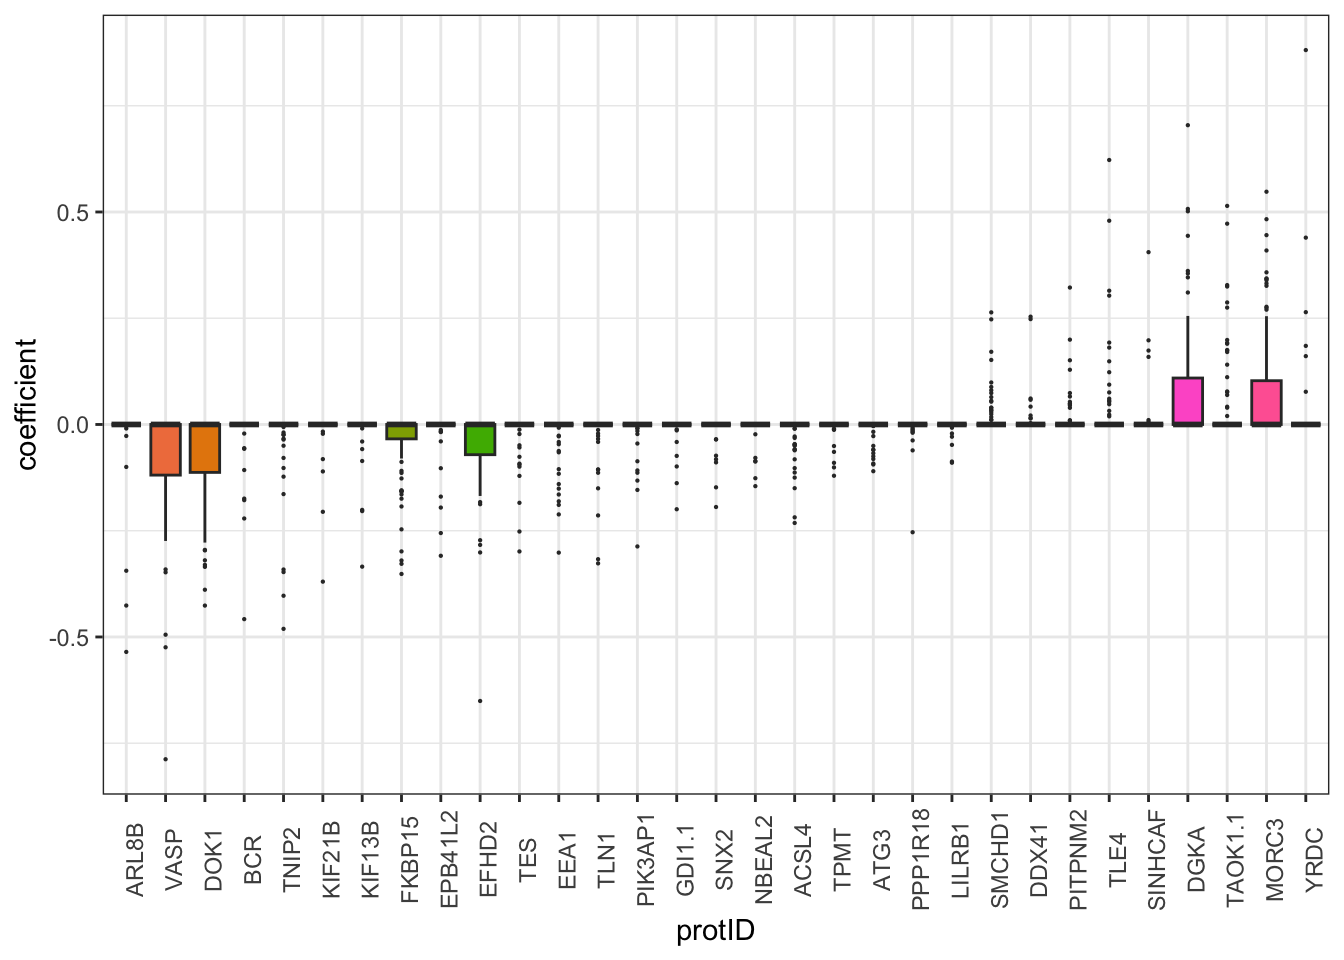 coefficient
0.5
0.0
-0.5
ARL8B
VASP
DOK1
BCR
TNIP2
KIF21B
KIF13B
FKBP15
EPB41L2
EFHD2
TES
EEA1
TLN1
PIK3AP1
GDI1.1
SNX2
NBEAL2
ACSL4
TPMT
ATG3
PPP1R18
LILRB1
SMCHD1
DDX41
PITPNM2
TLE4
SINHCAF
DGKA
TAOK1.1
MORC3
YRDC
protID